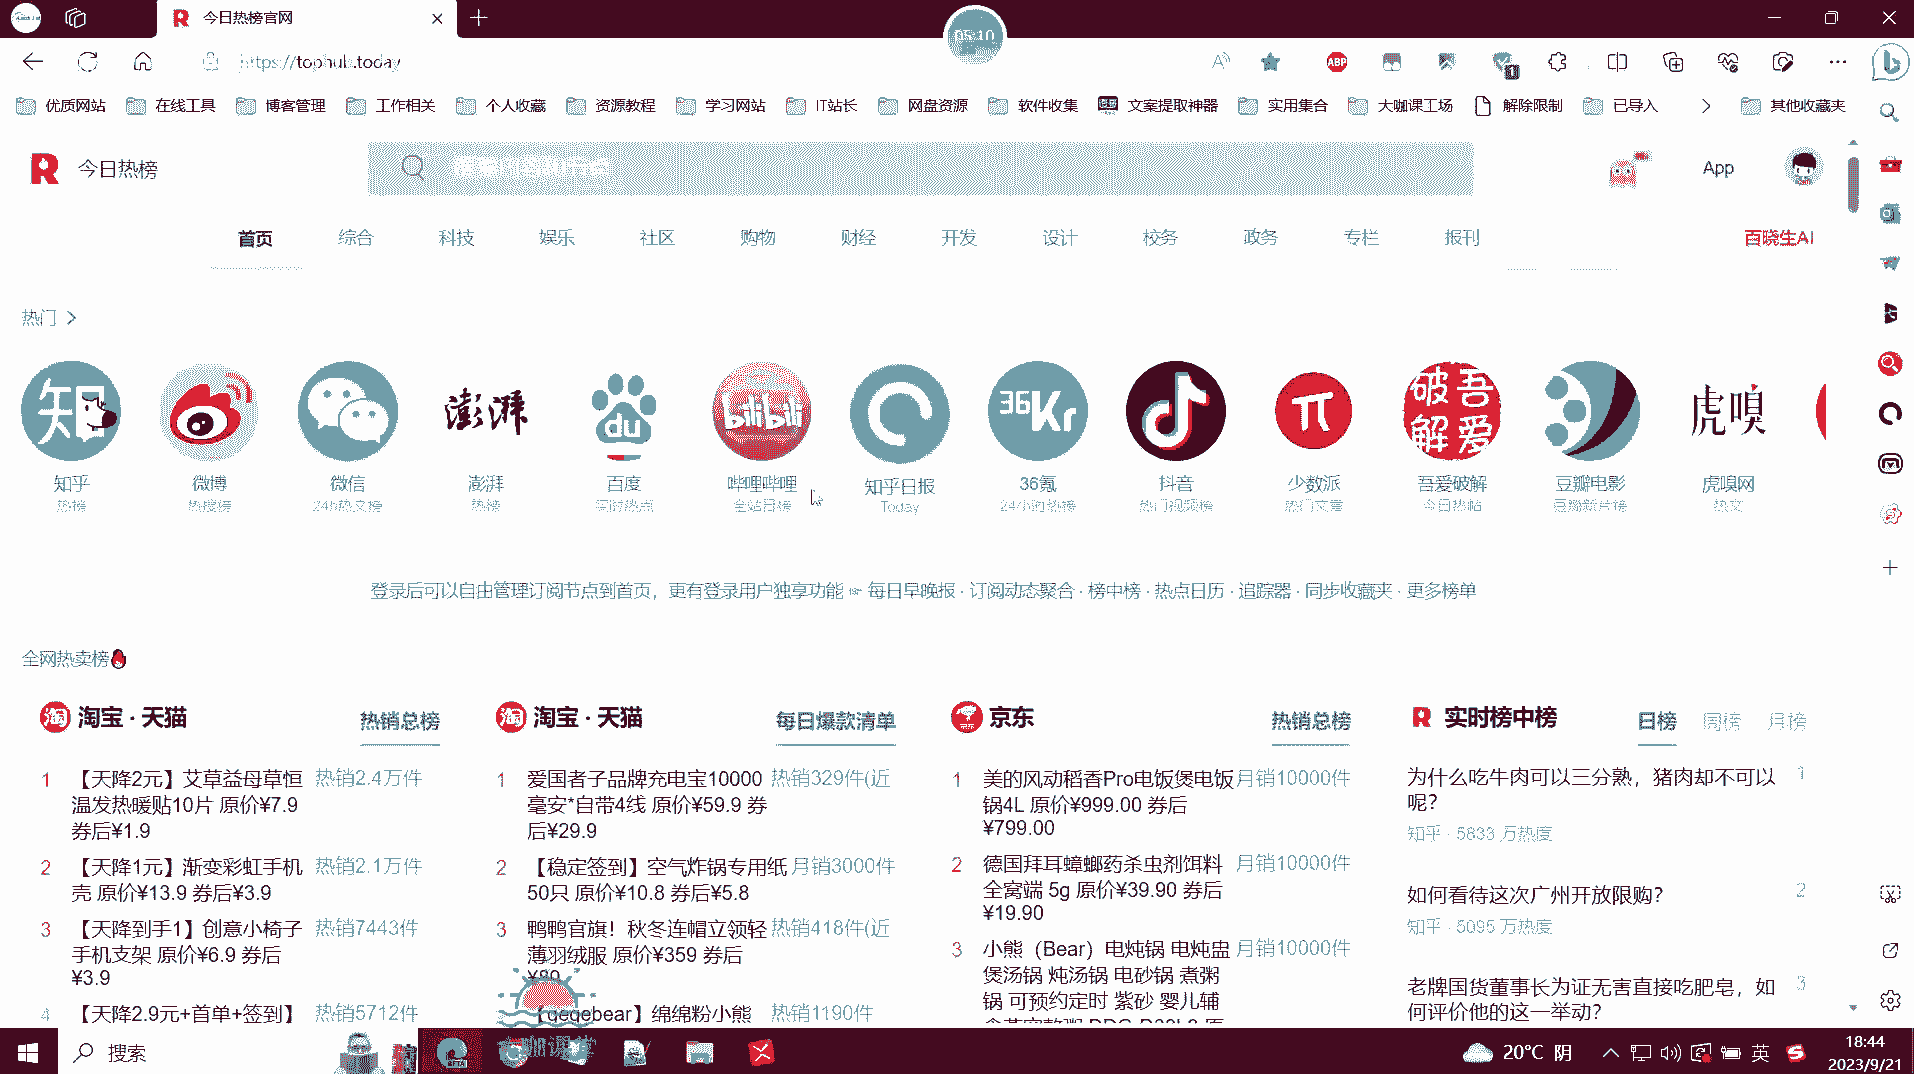 今日热榜官网
05:10
https://tophub.today
优质网站 在线工具 博客管理 工作相关 个人收藏 资源教程 学习网站 IT站长 网盘资源 软件收集 文案提取神器 实用集合 大咖课工场 解除限制 已导入 其他收藏夹
今日热榜
App
首页 综合 科技 娱乐 社区 购物 财经 开发 设计 校务 政务 专栏 报刊 百晓生AI
热门
知乎 微博 微信 澎湃 百度 哔哩哔哩 知乎日报 36氪 抖音 少数派 吾爱破解 豆瓣电影 虎嗅网
热榜 热搜榜 24h热文榜 热榜 实时热点 全站日榜 Today 24小时热榜 热门视频榜 热门文章 今日热帖 豆瓣新片榜 热文
登录后可以自由管理订阅节点到首页，更有登录用户独享功能 ☞ 每日早晚报 · 订阅动态聚合 · 榜中榜 · 热点日历 · 追踪器 · 同步收藏夹 · 更多榜单
全网热卖榜
淘宝 · 天猫 热销总榜
1 【天降2元】艾草益母草恒 热销2.4万件
温发热暖贴10片 原价¥7.9
券后¥1.9
2 【天降1元】渐变彩虹手机 热销2.1万件
壳 原价¥13.9 券后¥3.9
3 【天降到手1】创意小椅子 热销7443件
手机支架 原价¥6.9 券后
¥3.9
4 【天降2.9元+首单+签到】 热销5712件
淘宝 · 天猫 每日爆款清单
1 爱国者子品牌充电宝10000 热销329件(近
毫安*自带4线 原价¥59.9 券
后¥29.9
2 【稳定签到】空气炸锅专用纸 月销3000件
50只 原价¥10.8 券后¥5.8
3 鸭鸭官旗！秋冬连帽立领轻 热销418件(近
薄羽绒服 原价¥359 券后
¥89
【gegebear】绵绵粉小熊 热销1190件
京东 热销总榜
1 美的风动稻香Pro电饭煲电饭 月销10000件
锅4L 原价¥999.00 券后
¥799.00
2 德国拜耳蟑螂药杀虫剂饵料 月销10000件
全窝端 5g 原价¥39.90 券后
¥19.90
3 小熊（Bear）电炖锅 电炖盅 月销10000件
煲汤锅 炖汤锅 电砂锅 煮粥
锅 可预约定时 紫砂 婴儿辅
实时榜中榜 日榜 周榜 月榜
为什么吃牛肉可以三分熟，猪肉却不可以 1
呢？
知乎 · 5833 万热度
如何看待这次广州开放限购？ 2
知乎 · 5095 万热度
老牌国货董事长为证无害直接吃肥皂，如 3
何评价他的这一举动？
搜索
大咖课堂
20°C 阴
英
18:44
2023/9/21